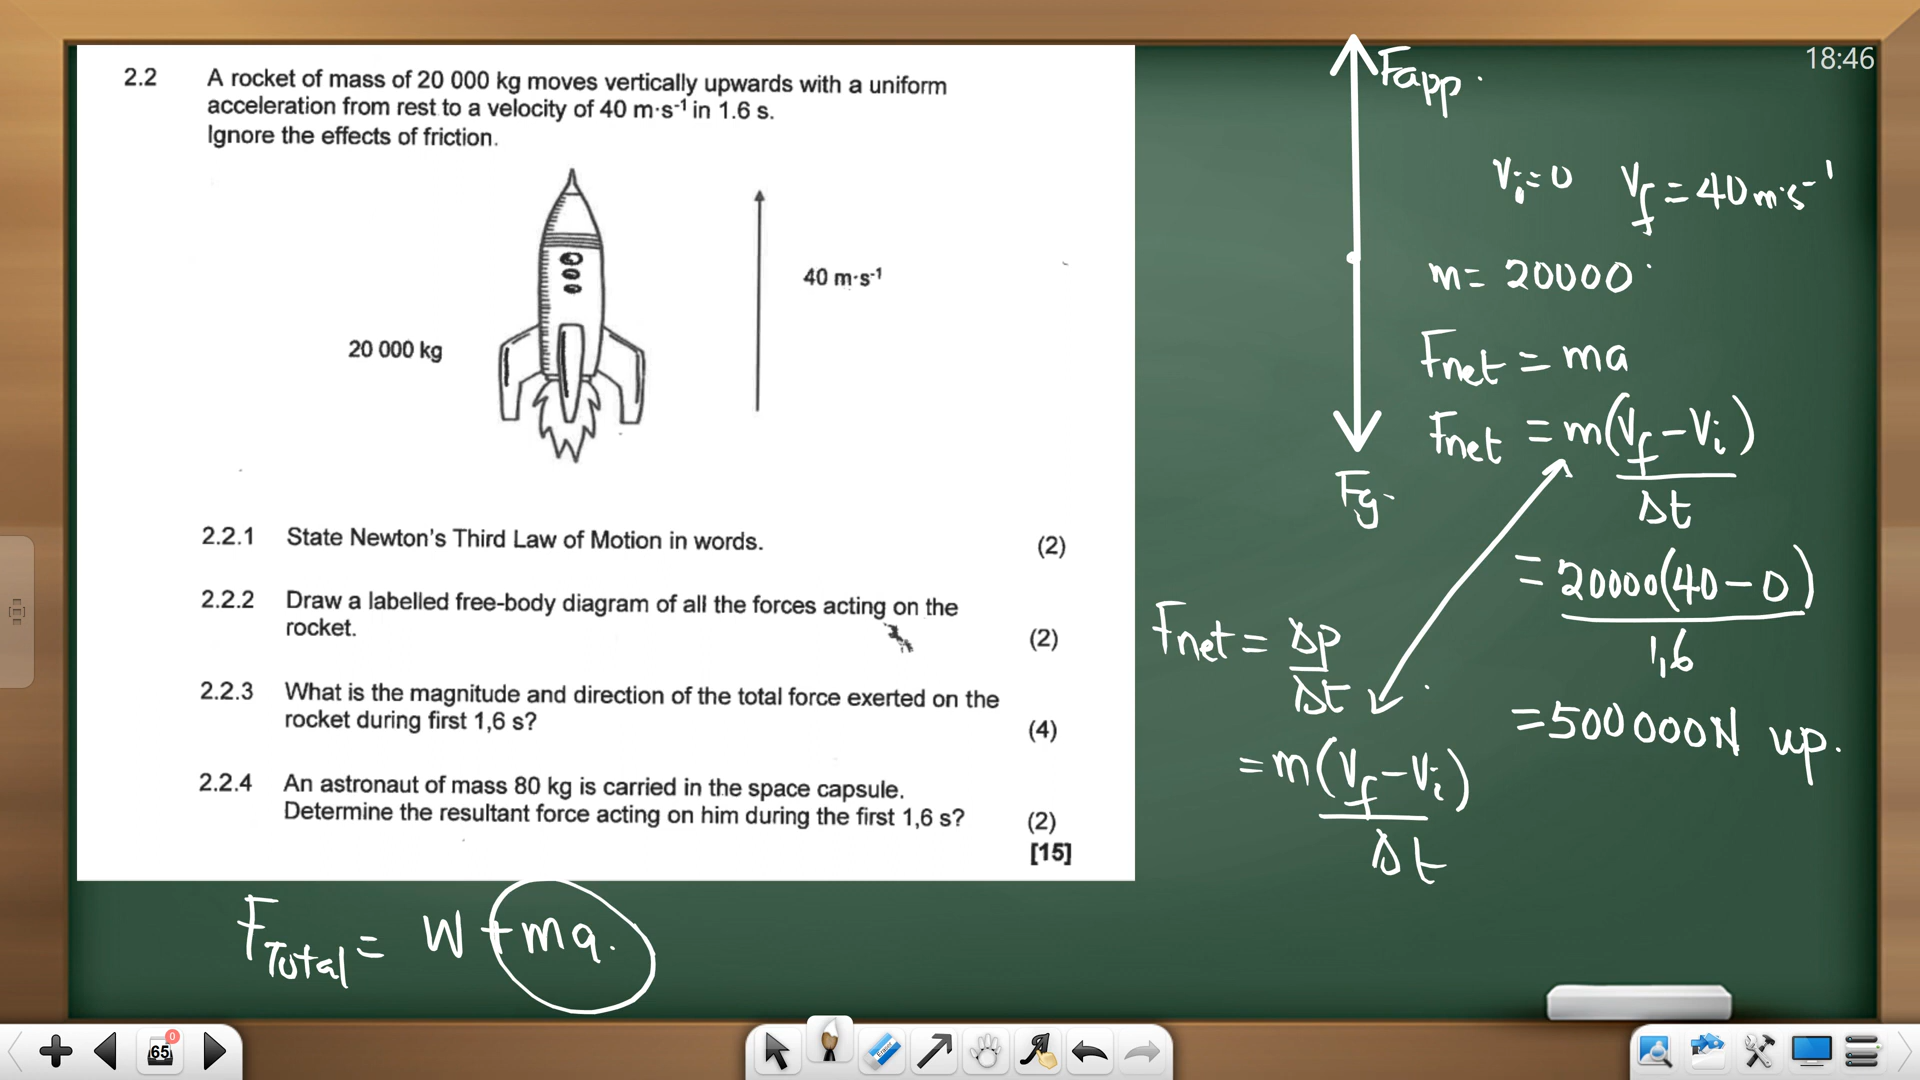 2.2 A rocket of mass of 20 000 kg moves vertically upwards with a uniform
acceleration from rest to a velocity of 40 m·s⁻¹ in 1.6 s.
Ignore the effects of friction.
40 m·s⁻¹
20 000 kg
2.2.1 State Newton's Third Law of Motion in words. (2)
2.2.2 Draw a labelled free-body diagram of all the forces acting on the
rocket. (2)
2.2.3 What is the magnitude and direction of the total force exerted on the
rocket during first 1,6 s? (4)
2.2.4 An astronaut of mass 80 kg is carried in the space capsule.
Determine the resultant force acting on him during the first 1,6 s? (2)
[15]
F_Total = W + ma.
18:46
Fapp.
Vi=0 Vf=40m·s⁻¹
m= 20000
Fnet = ma
Fnet = m(Vf-Vi)
Δt
Fg
= 20000(40-0)
1,6
=500000N up.
Fnet = Δp
Δt
= m(Vf-Vi)
Δt
65
0
Eraser